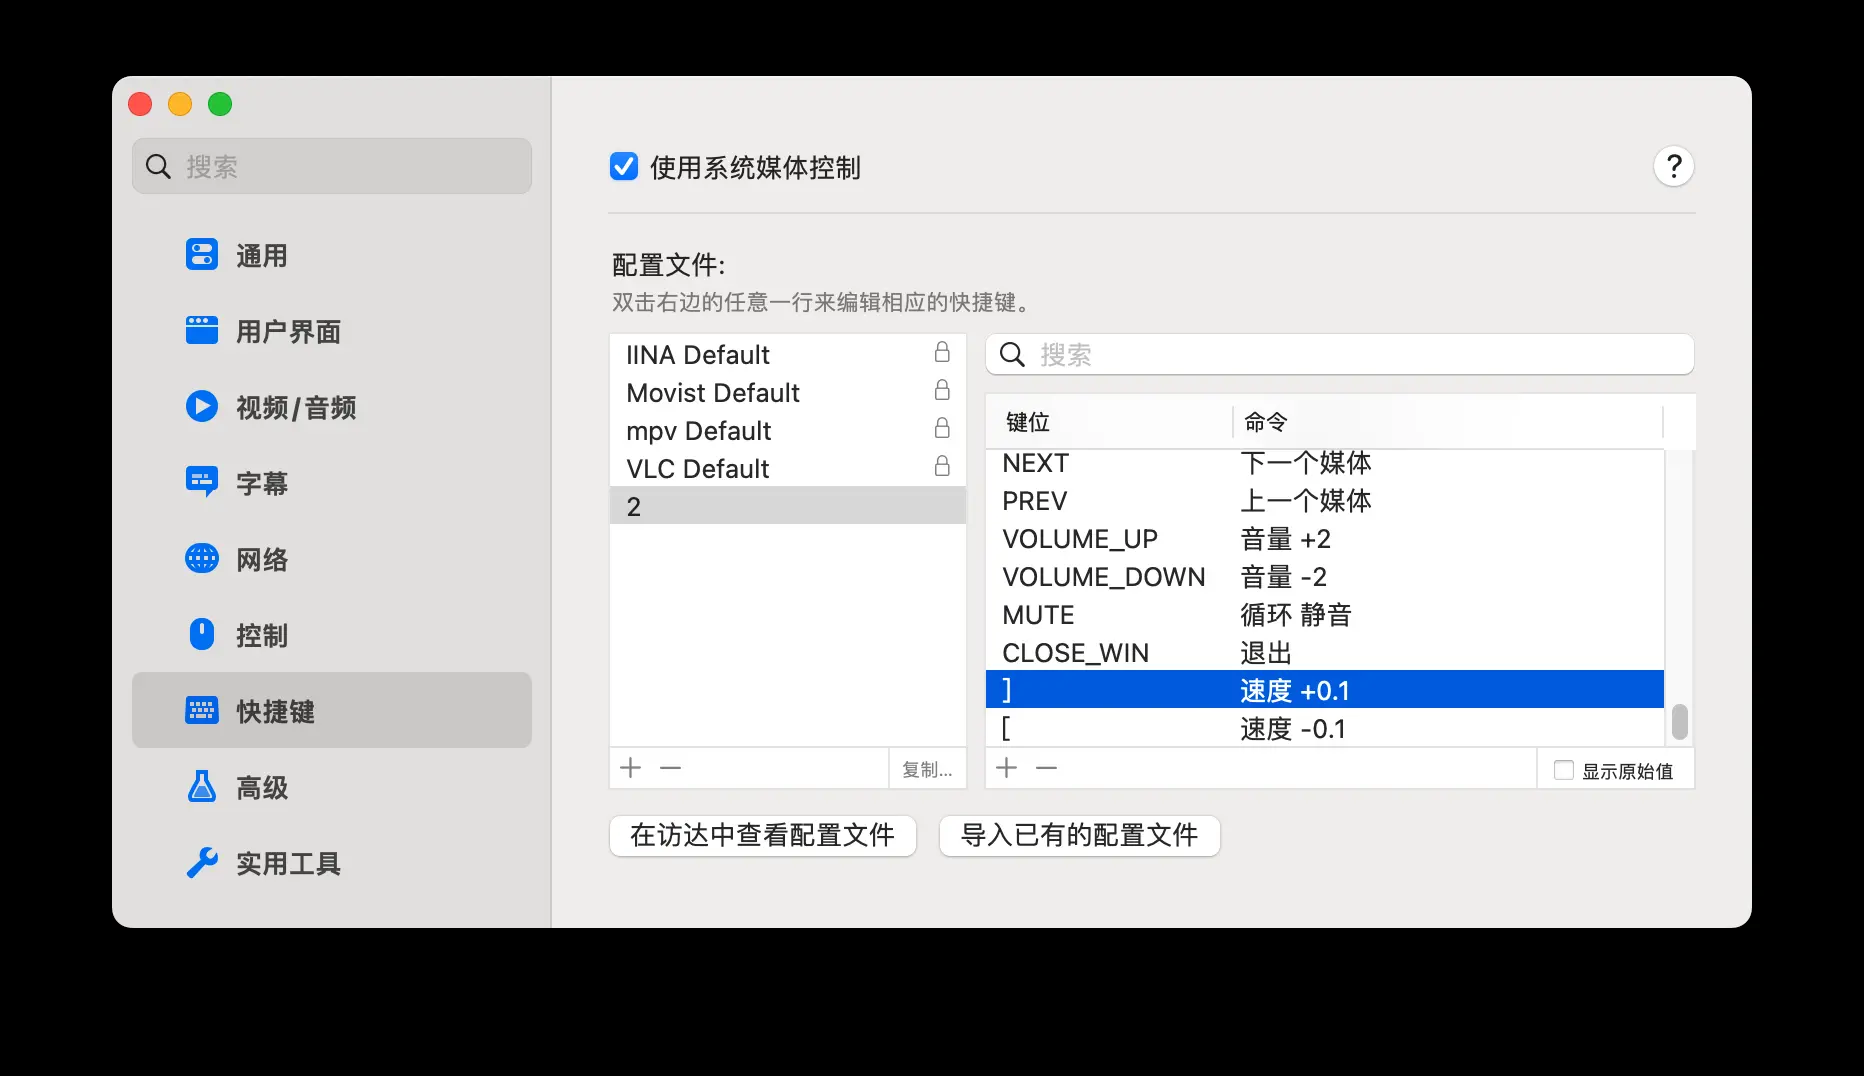 搜索
通用
用户界面
视频/音频
字幕
网络
控制
快捷键
高级
实用工具
使用系统媒体控制
?
配置文件:
双击右边的任意一行来编辑相应的快捷键。
IINA Default
Movist Default
mpv Default
VLC Default
2
复制...
搜索
键位 命令
NEXT 下一个媒体
PREV 上一个媒体
VOLUME_UP 音量 +2
VOLUME_DOWN 音量 -2
MUTE 循环 静音
CLOSE_WIN 退出
] 速度 +0.1
[ 速度 -0.1
显示原始值
在访达中查看配置文件
导入已有的配置文件